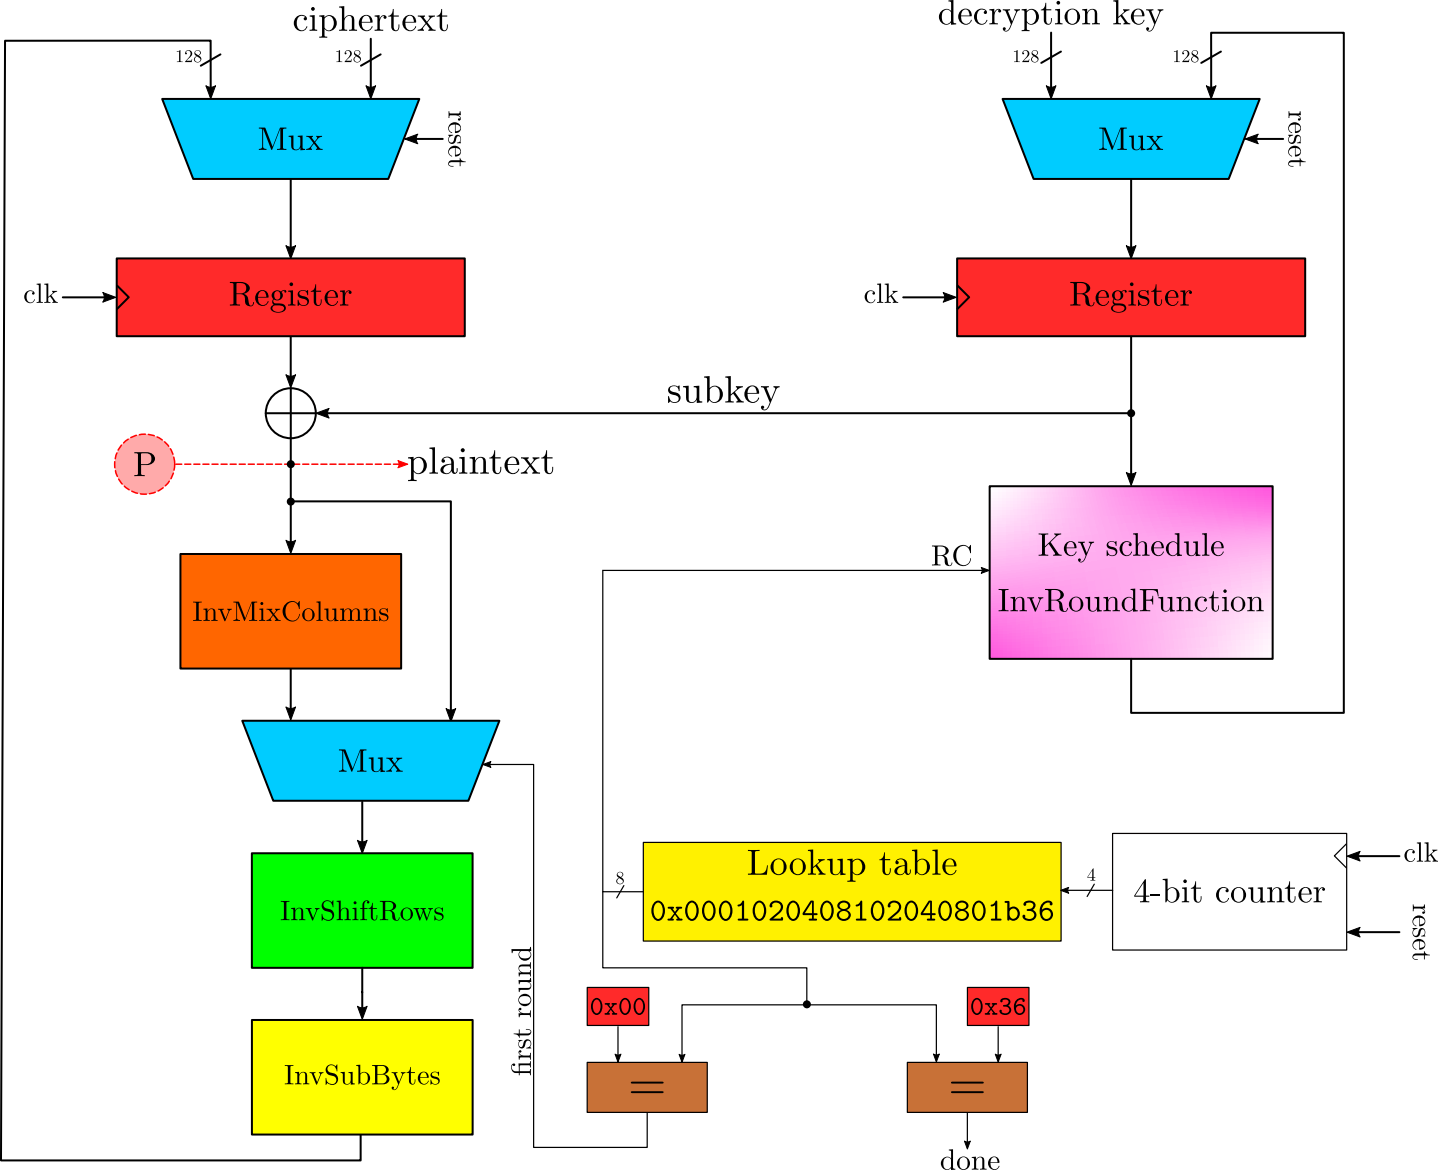 ciphertext
decryption key
128
128
128
128
Mux
reset
Mux
reset
clk
Register
clk
Register
subkey
P
plaintext
RC
Key schedule
InvRoundFunction
InvMixColumns
Mux
Lookup table
0x0001020408102040801b36
8
4
4-bit counter
clk
reset
InvShiftRows
first round
0x00
0x36
InvSubBytes
=
=
done